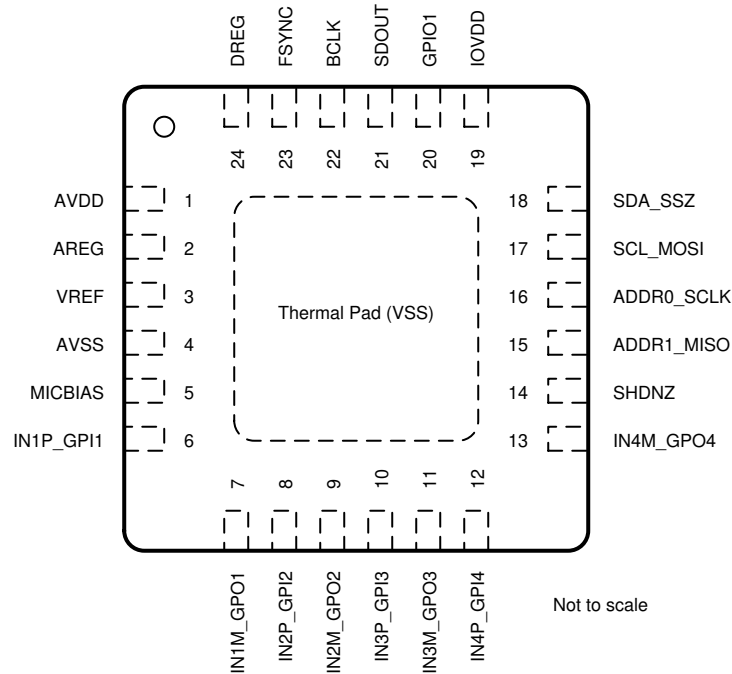 DREG
FSYNC
BCLK
SDOUT
GPIO1
IOVDD
24
23
22
21
20
19
AVDD
1
18
SDA_SSZ
AREG
2
17
SCL_MOSI
VREF
3
16
ADDR0_SCLK
Thermal Pad (VSS)
AVSS
4
15
ADDR1_MISO
MICBIAS
5
14
SHDNZ
IN1P_GPI1
6
13
IN4M_GPO4
7
8
9
10
11
12
IN1M_GPO1
IN2P_GPI2
IN2M_GPO2
IN3P_GPI3
IN3M_GPO3
IN4P_GPI4
Not to scale